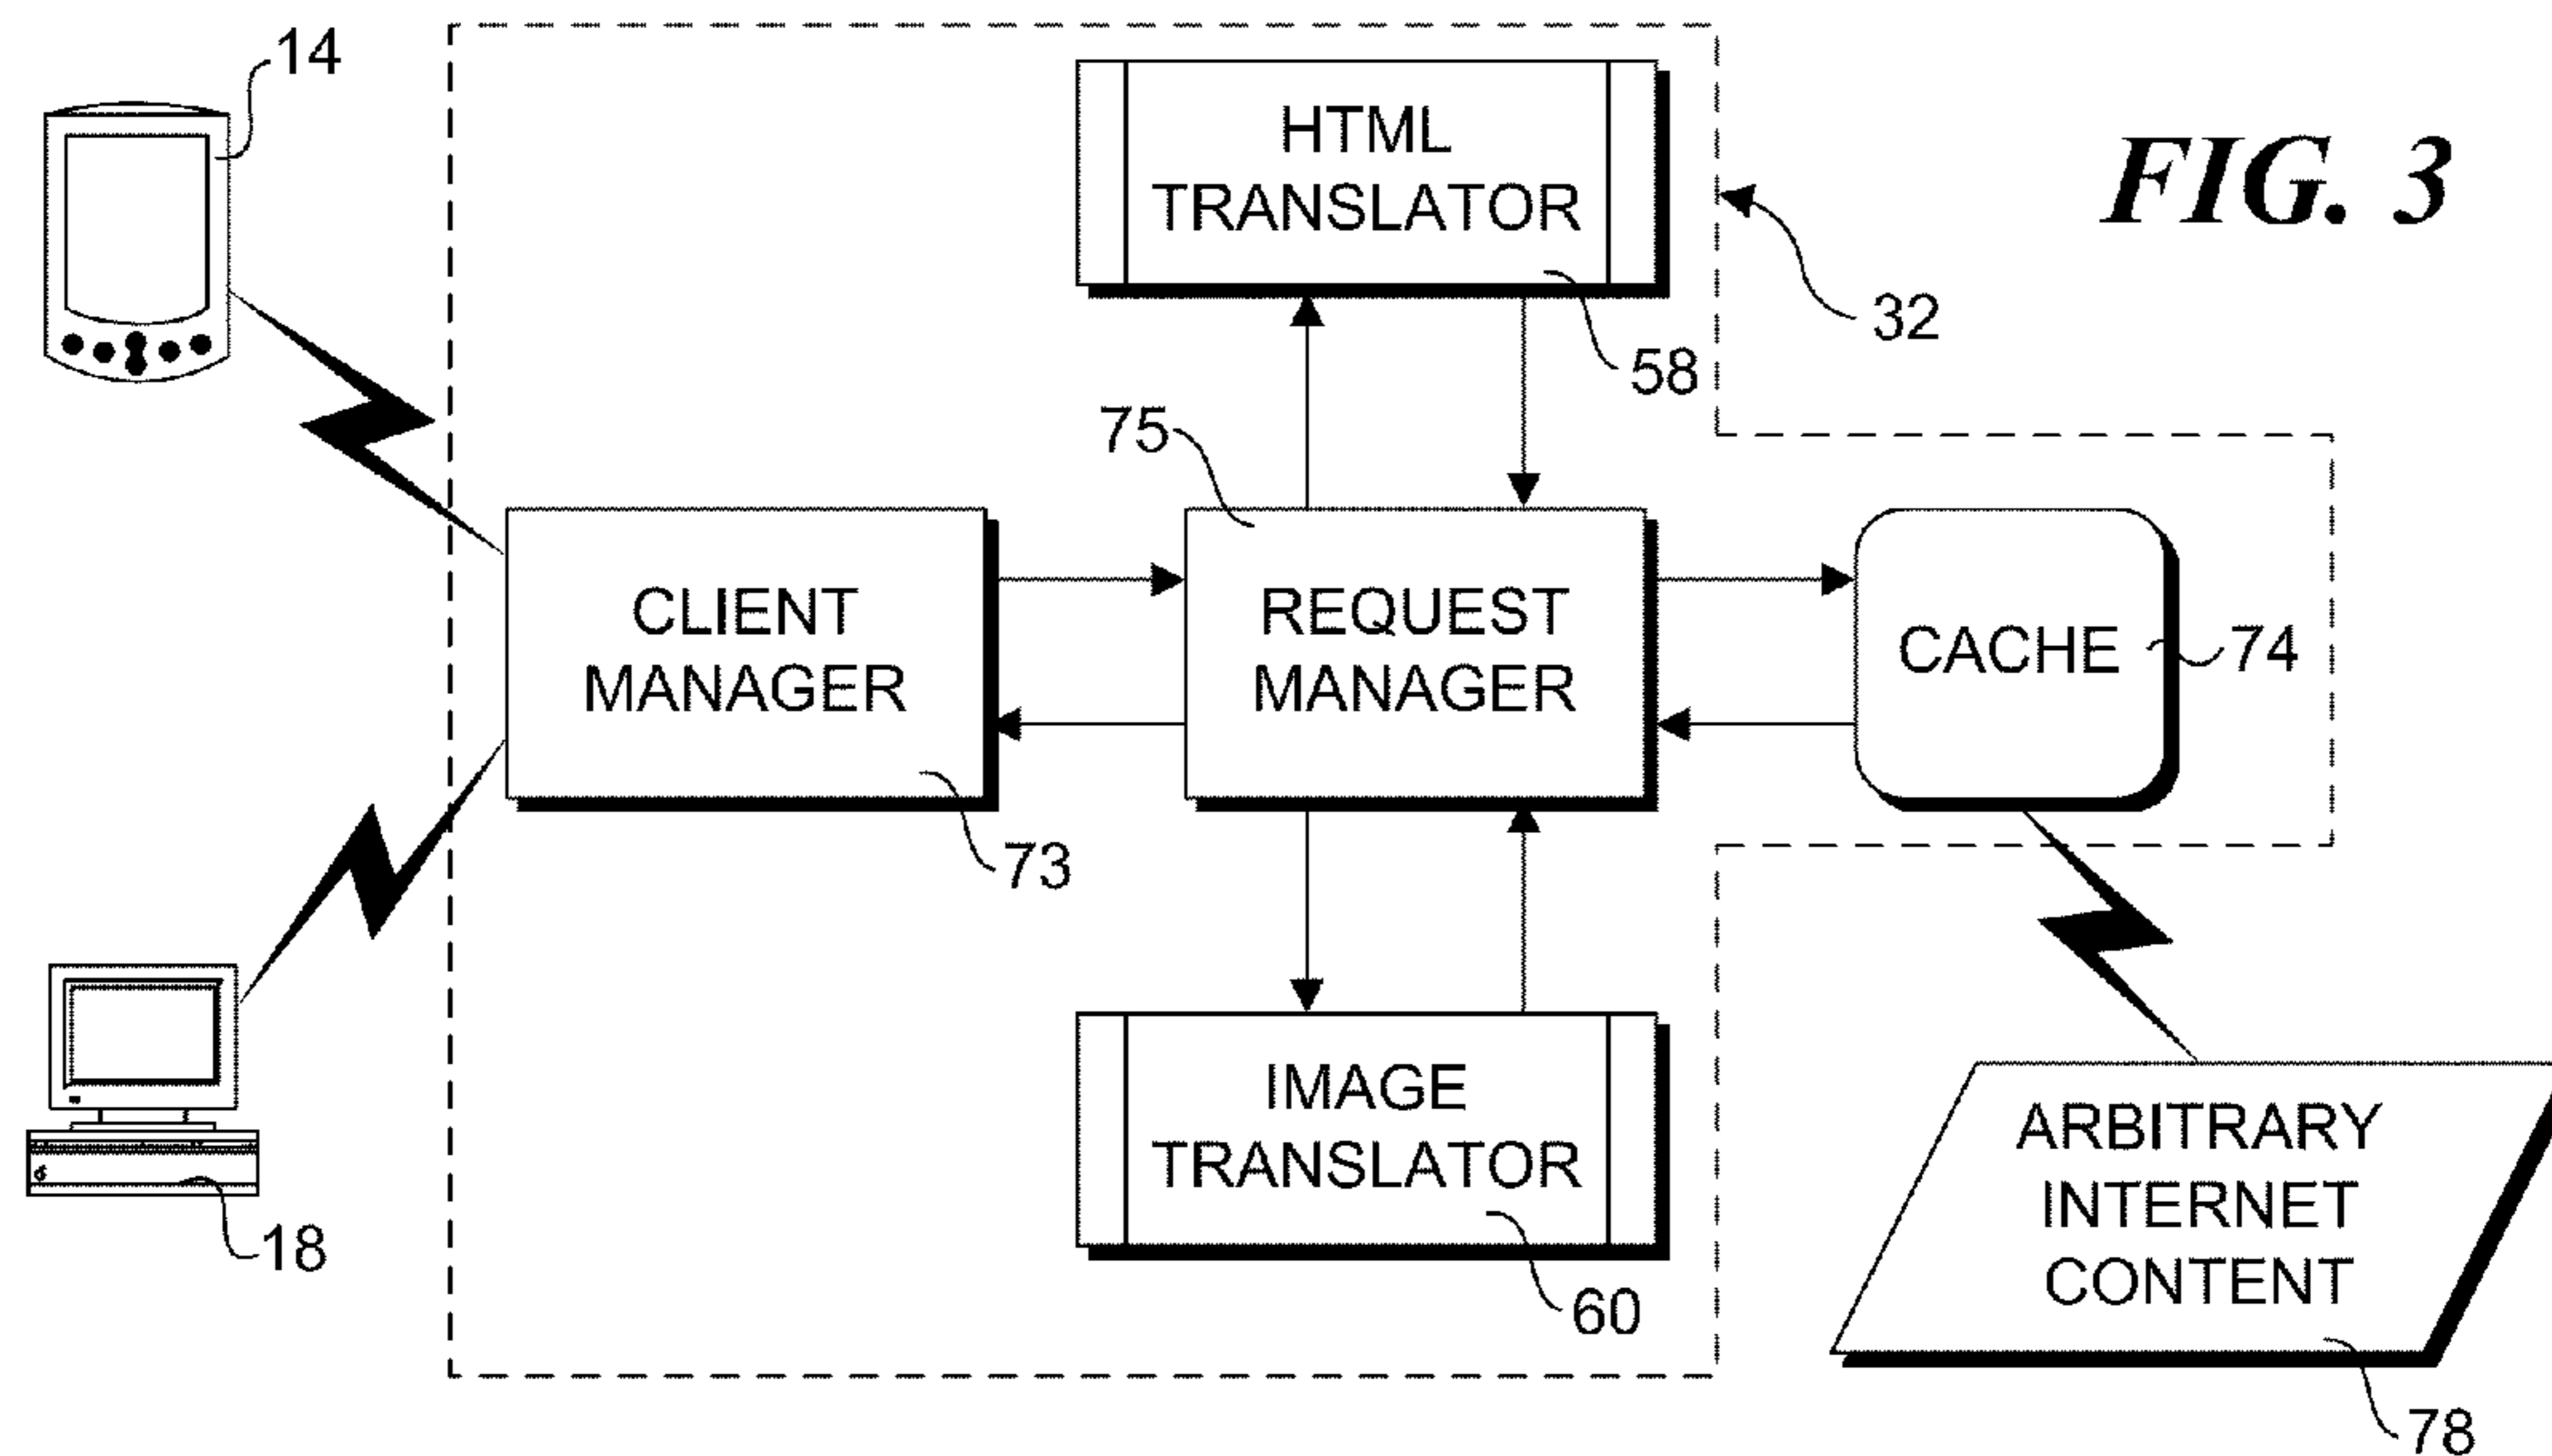 14
HTML
TRANSLATOR
FIG. 3
32
58
75
CLIENT
MANAGER
REQUEST
MANAGER
CACHE
74
73
IMAGE
TRANSLATOR
18
60
ARBITRARY
INTERNET
CONTENT
78